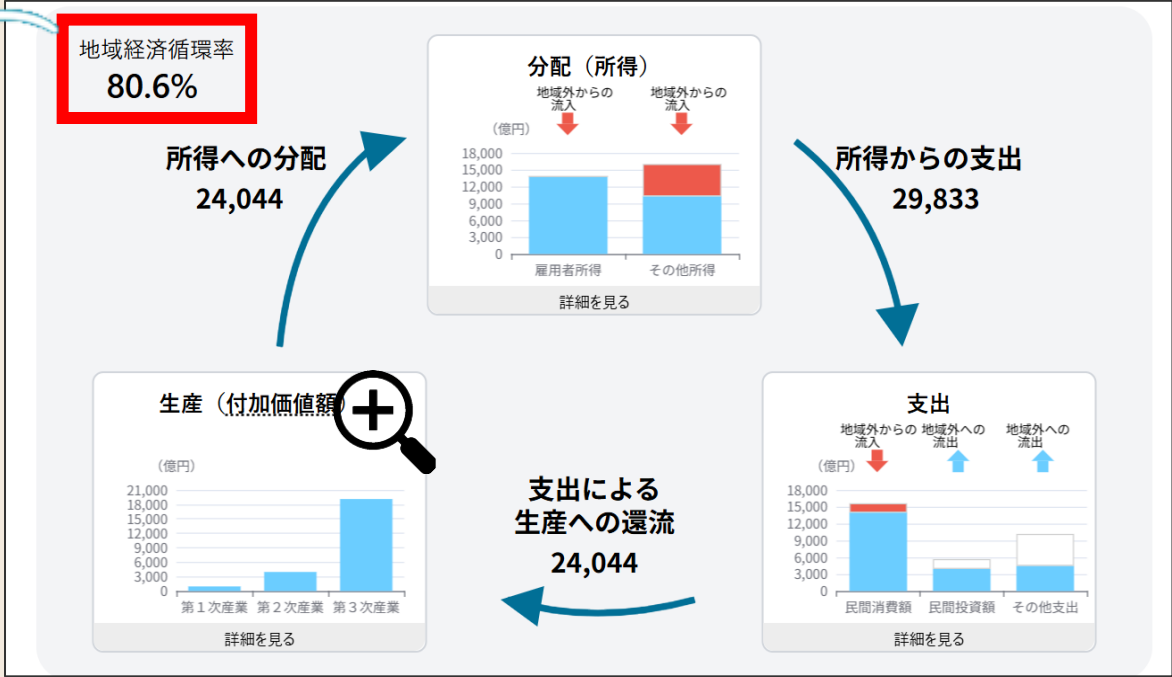 地域経済循環率
80.6%
分配（所得）
地域外からの
流入
地域外からの
流入
（億円）
18,000
15,000
12,000
9,000
6,000
3,000
0
雇用者所得
その他所得
詳細を見る
所得への分配
24,044
所得からの支出
29,833
生産（付加価値額）
（億円）
21,000
18,000
15,000
12,000
9,000
6,000
3,000
0
第１次産業
第２次産業
第３次産業
詳細を見る
支出による
生産への還流
24,044
支出
地域外からの
流入
地域外への
流出
地域外への
流出
（億円）
18,000
15,000
12,000
9,000
6,000
3,000
0
民間消費額
民間投資額
その他支出
詳細を見る